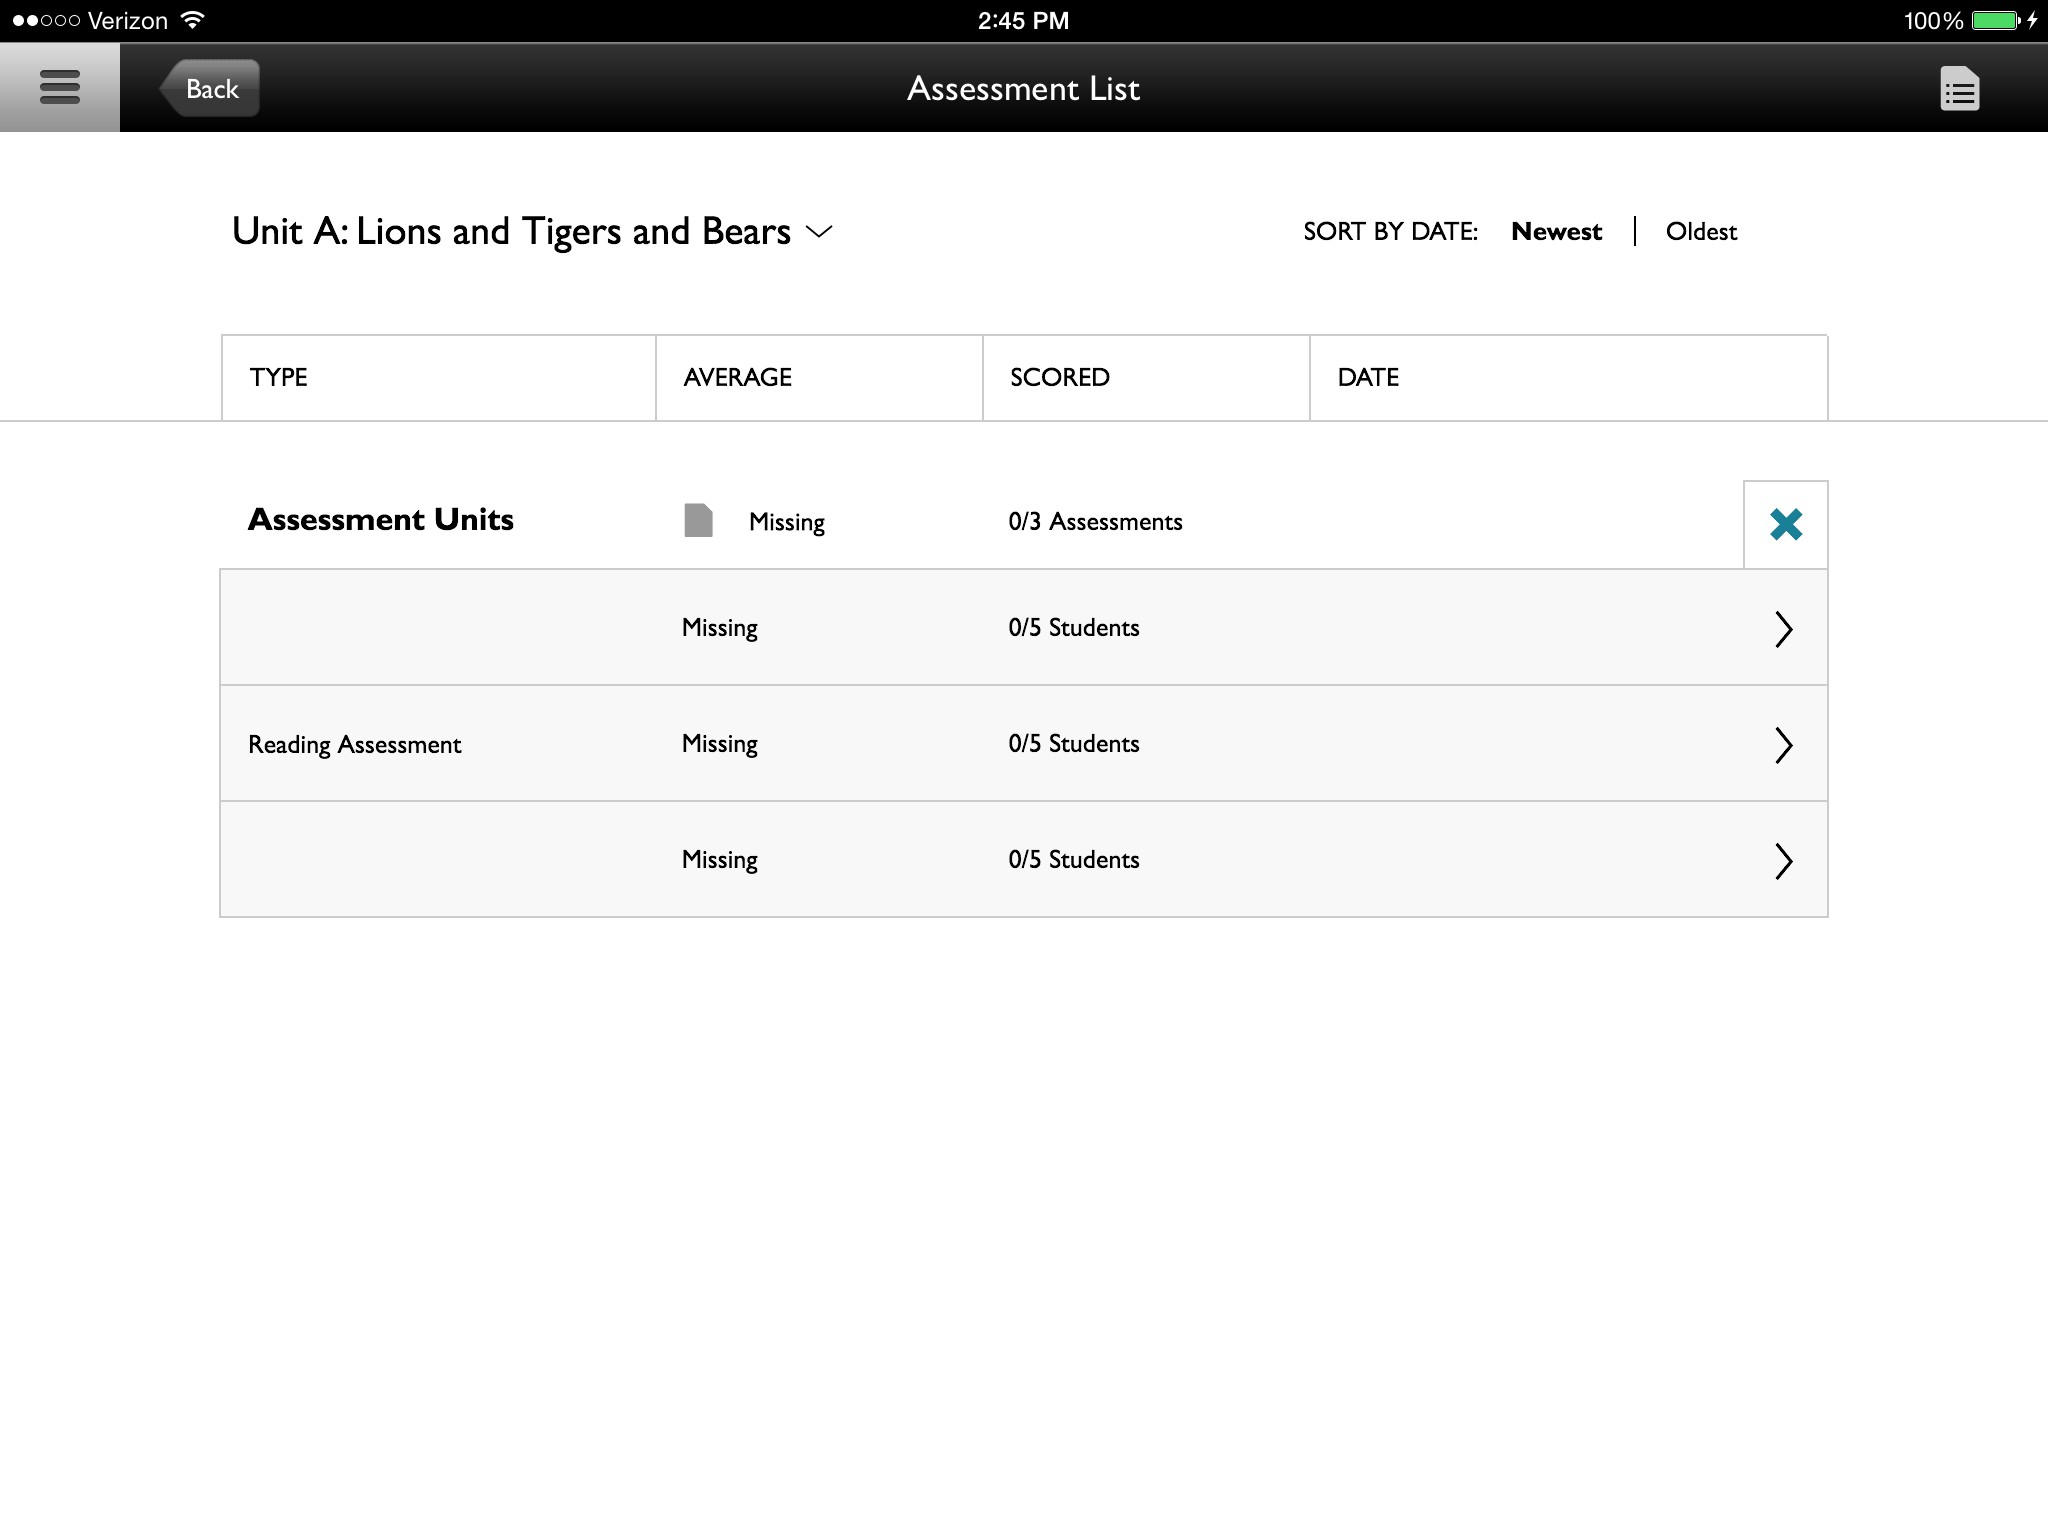 Verizon 2:45 PM 100%
Back Assessment List
Unit A: Lions and Tigers and Bears SORT BY DATE: Newest | Oldest
TYPE AVERAGE SCORED DATE
Assessment Units Missing 0/3 Assessments
Missing 0/5 Students
Reading Assessment Missing 0/5 Students
Missing 0/5 Students